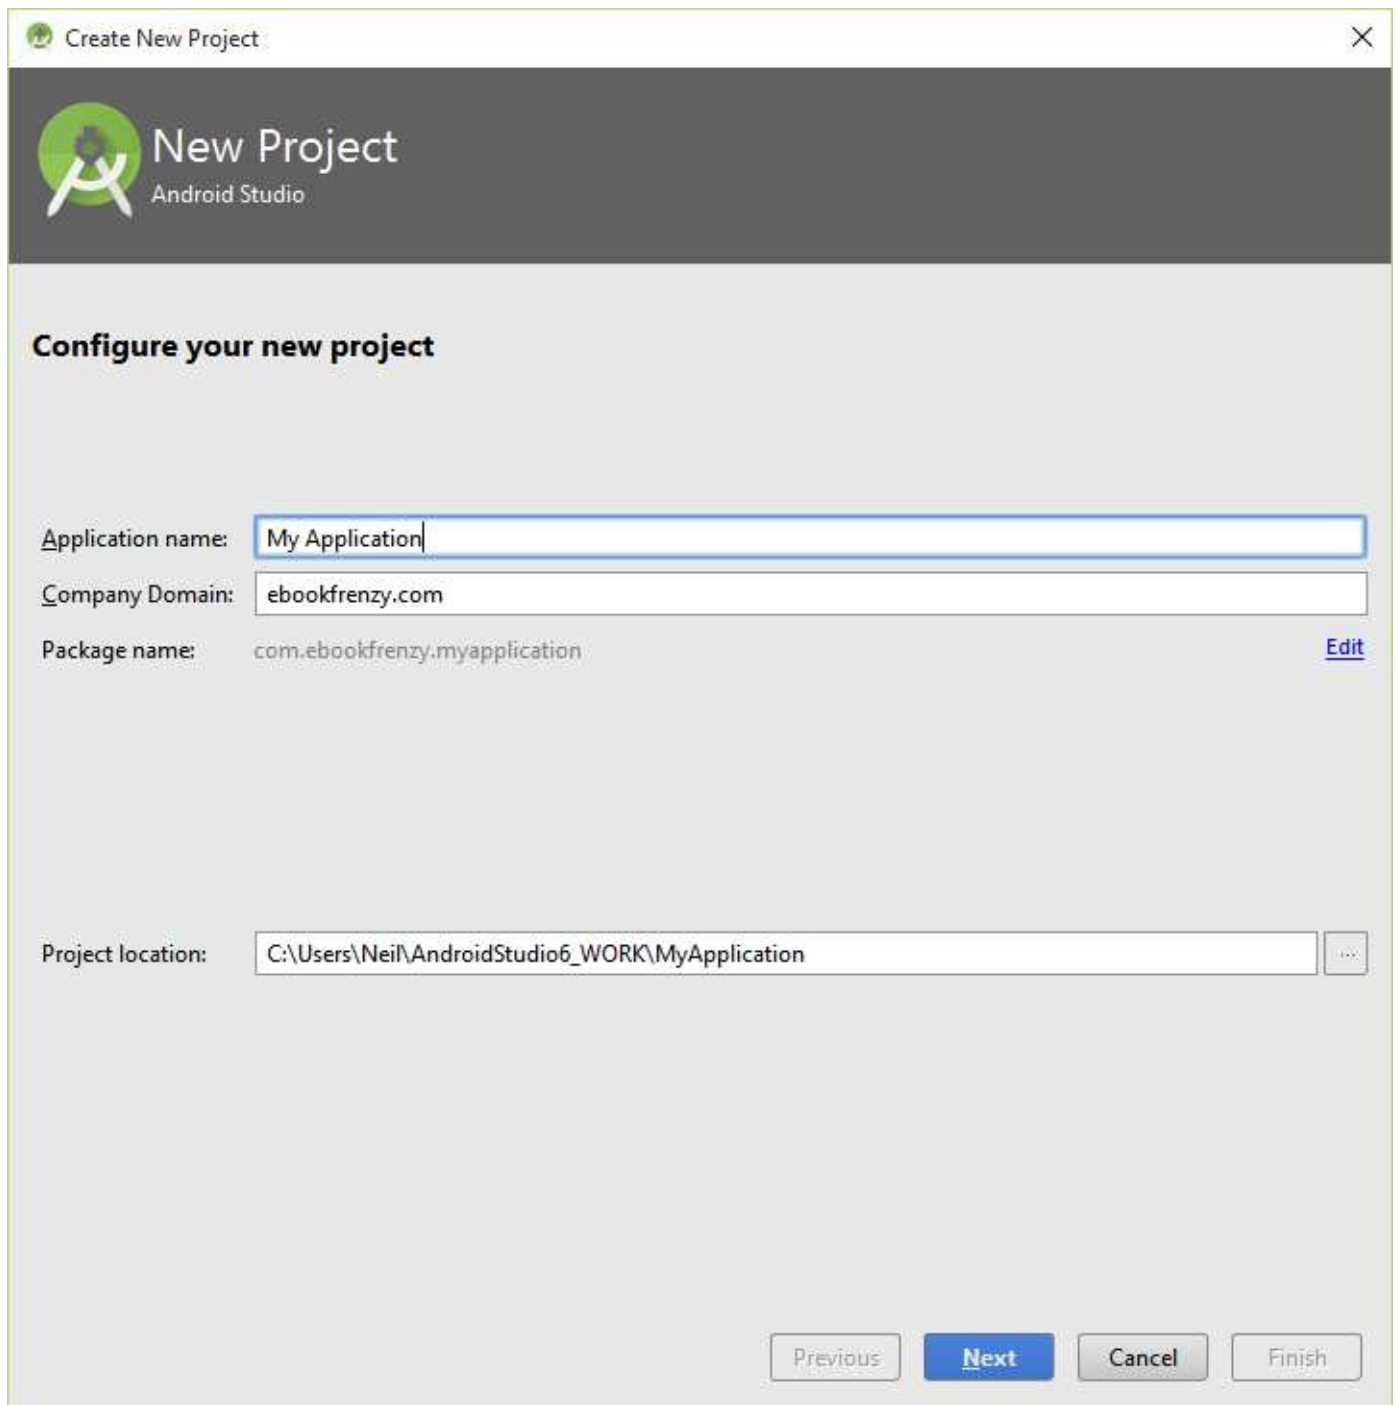 Create New Project
New Project
Android Studio
Configure your new project
Application name: My Application
Company Domain: ebookfrenzy.com
Package name: com.ebookfrenzy.myapplication Edit
Project location: C:\Users\Neil\AndroidStudio6_WORK\MyApplication ...
Previous Next Cancel Finish